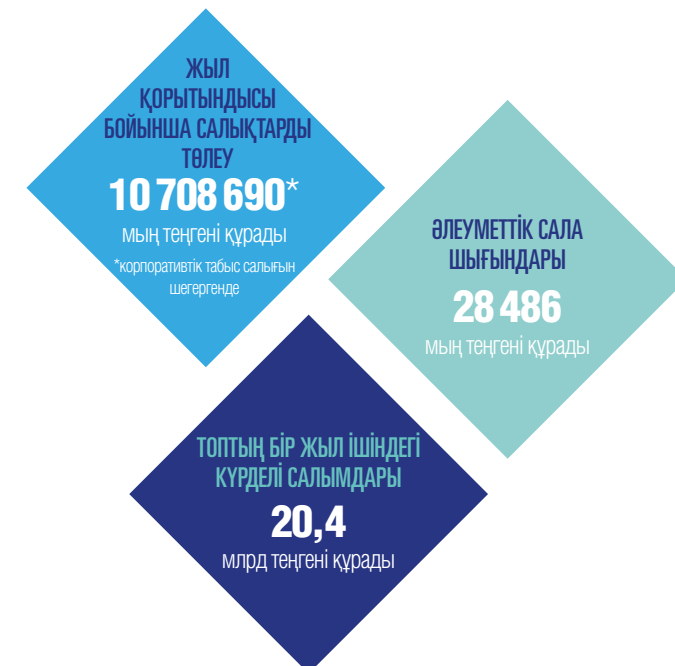 ЖЫЛ
ҚОРЫТЫНДЫСЫ
БОЙЫНША САЛЫҚТАРДЫ
ТӨЛЕУ
10 708 690*
мың теңгені құрады
*корпоративтік табыс салығын
шегергенде
ӘЛЕУМЕТТІК САЛА
ШЫҒЫНДАРЫ
28 486
мың теңгені құрады
ТОПТЫҢ БІР ЖЫЛ ІШІНДЕГІ
КҮРДЕЛІ САЛЫМДАРЫ
20,4
млрд теңгені құрады